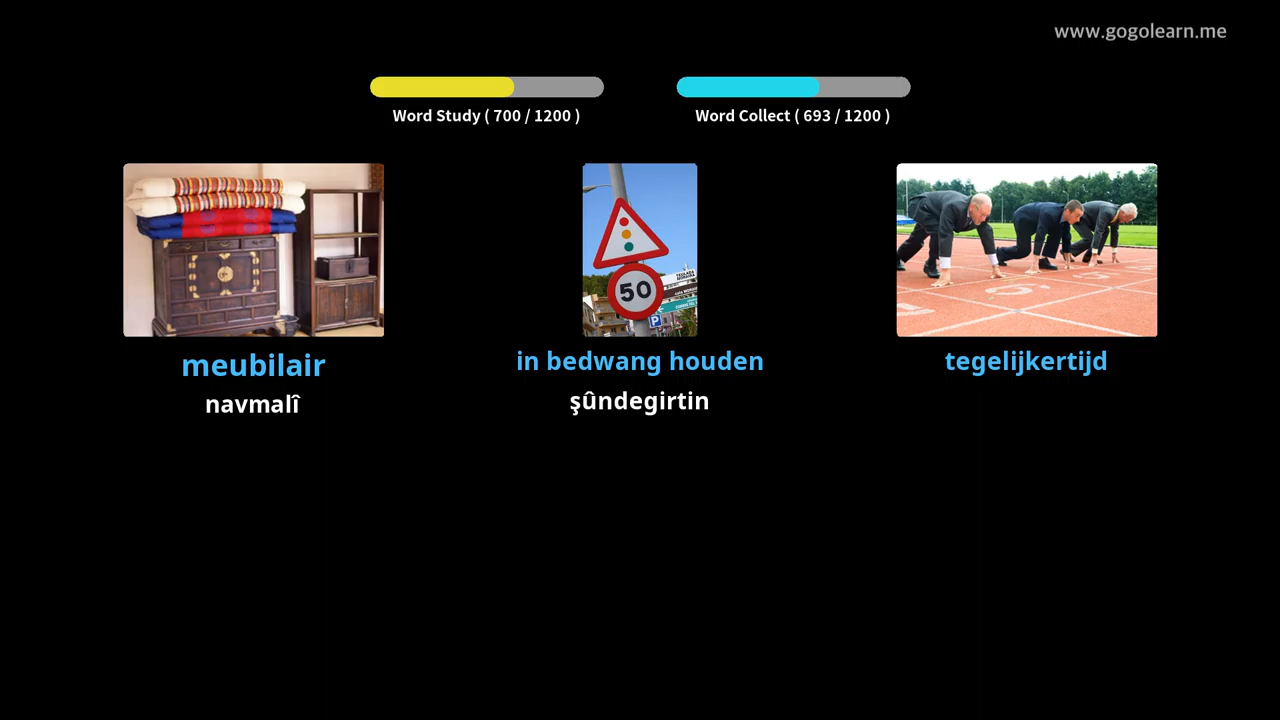 www.gogolearn.me
Word Study ( 700 / 1200 )
Word Collect ( 693 / 1200 )
50
P
meubilair
in bedwang houden
tegelijkertijd
navmalî
şûndegirtin